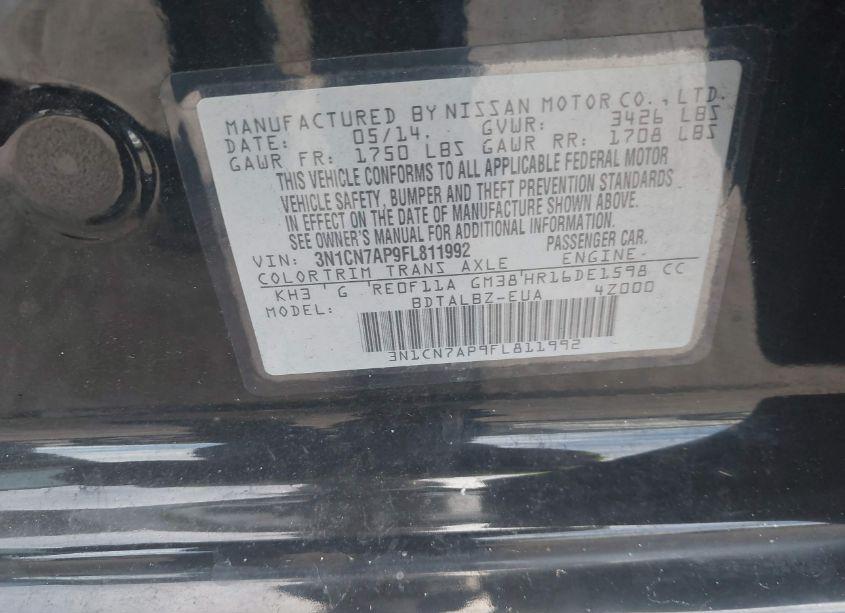 MANUFACTURED BY NISSAN MOTOR CO., LTD.
DATE: 05/14. GVWR: 3426 LBS
GAWR FR: 1750 LBS GAWR RR: 1708 LBS
THIS VEHICLE CONFORMS TO ALL APPLICABLE FEDERAL MOTOR
VEHICLE SAFETY, BUMPER AND THEFT PREVENTION STANDARDS
IN EFFECT ON THE DATE OF MANUFACTURE SHOWN ABOVE.
SEE OWNER'S MANUAL FOR ADDITIONAL INFORMATION.
VIN: 3N1CN7AP9FL811992 PASSENGER CAR.
COLORTRIM TRANS AXLE ENGINE.
KH3 'G 'RE0F11A GM38'HR16DE1598 CC
MODEL: BDTALBZ-EUA 4Z000
3N1CN7AP9FL811992